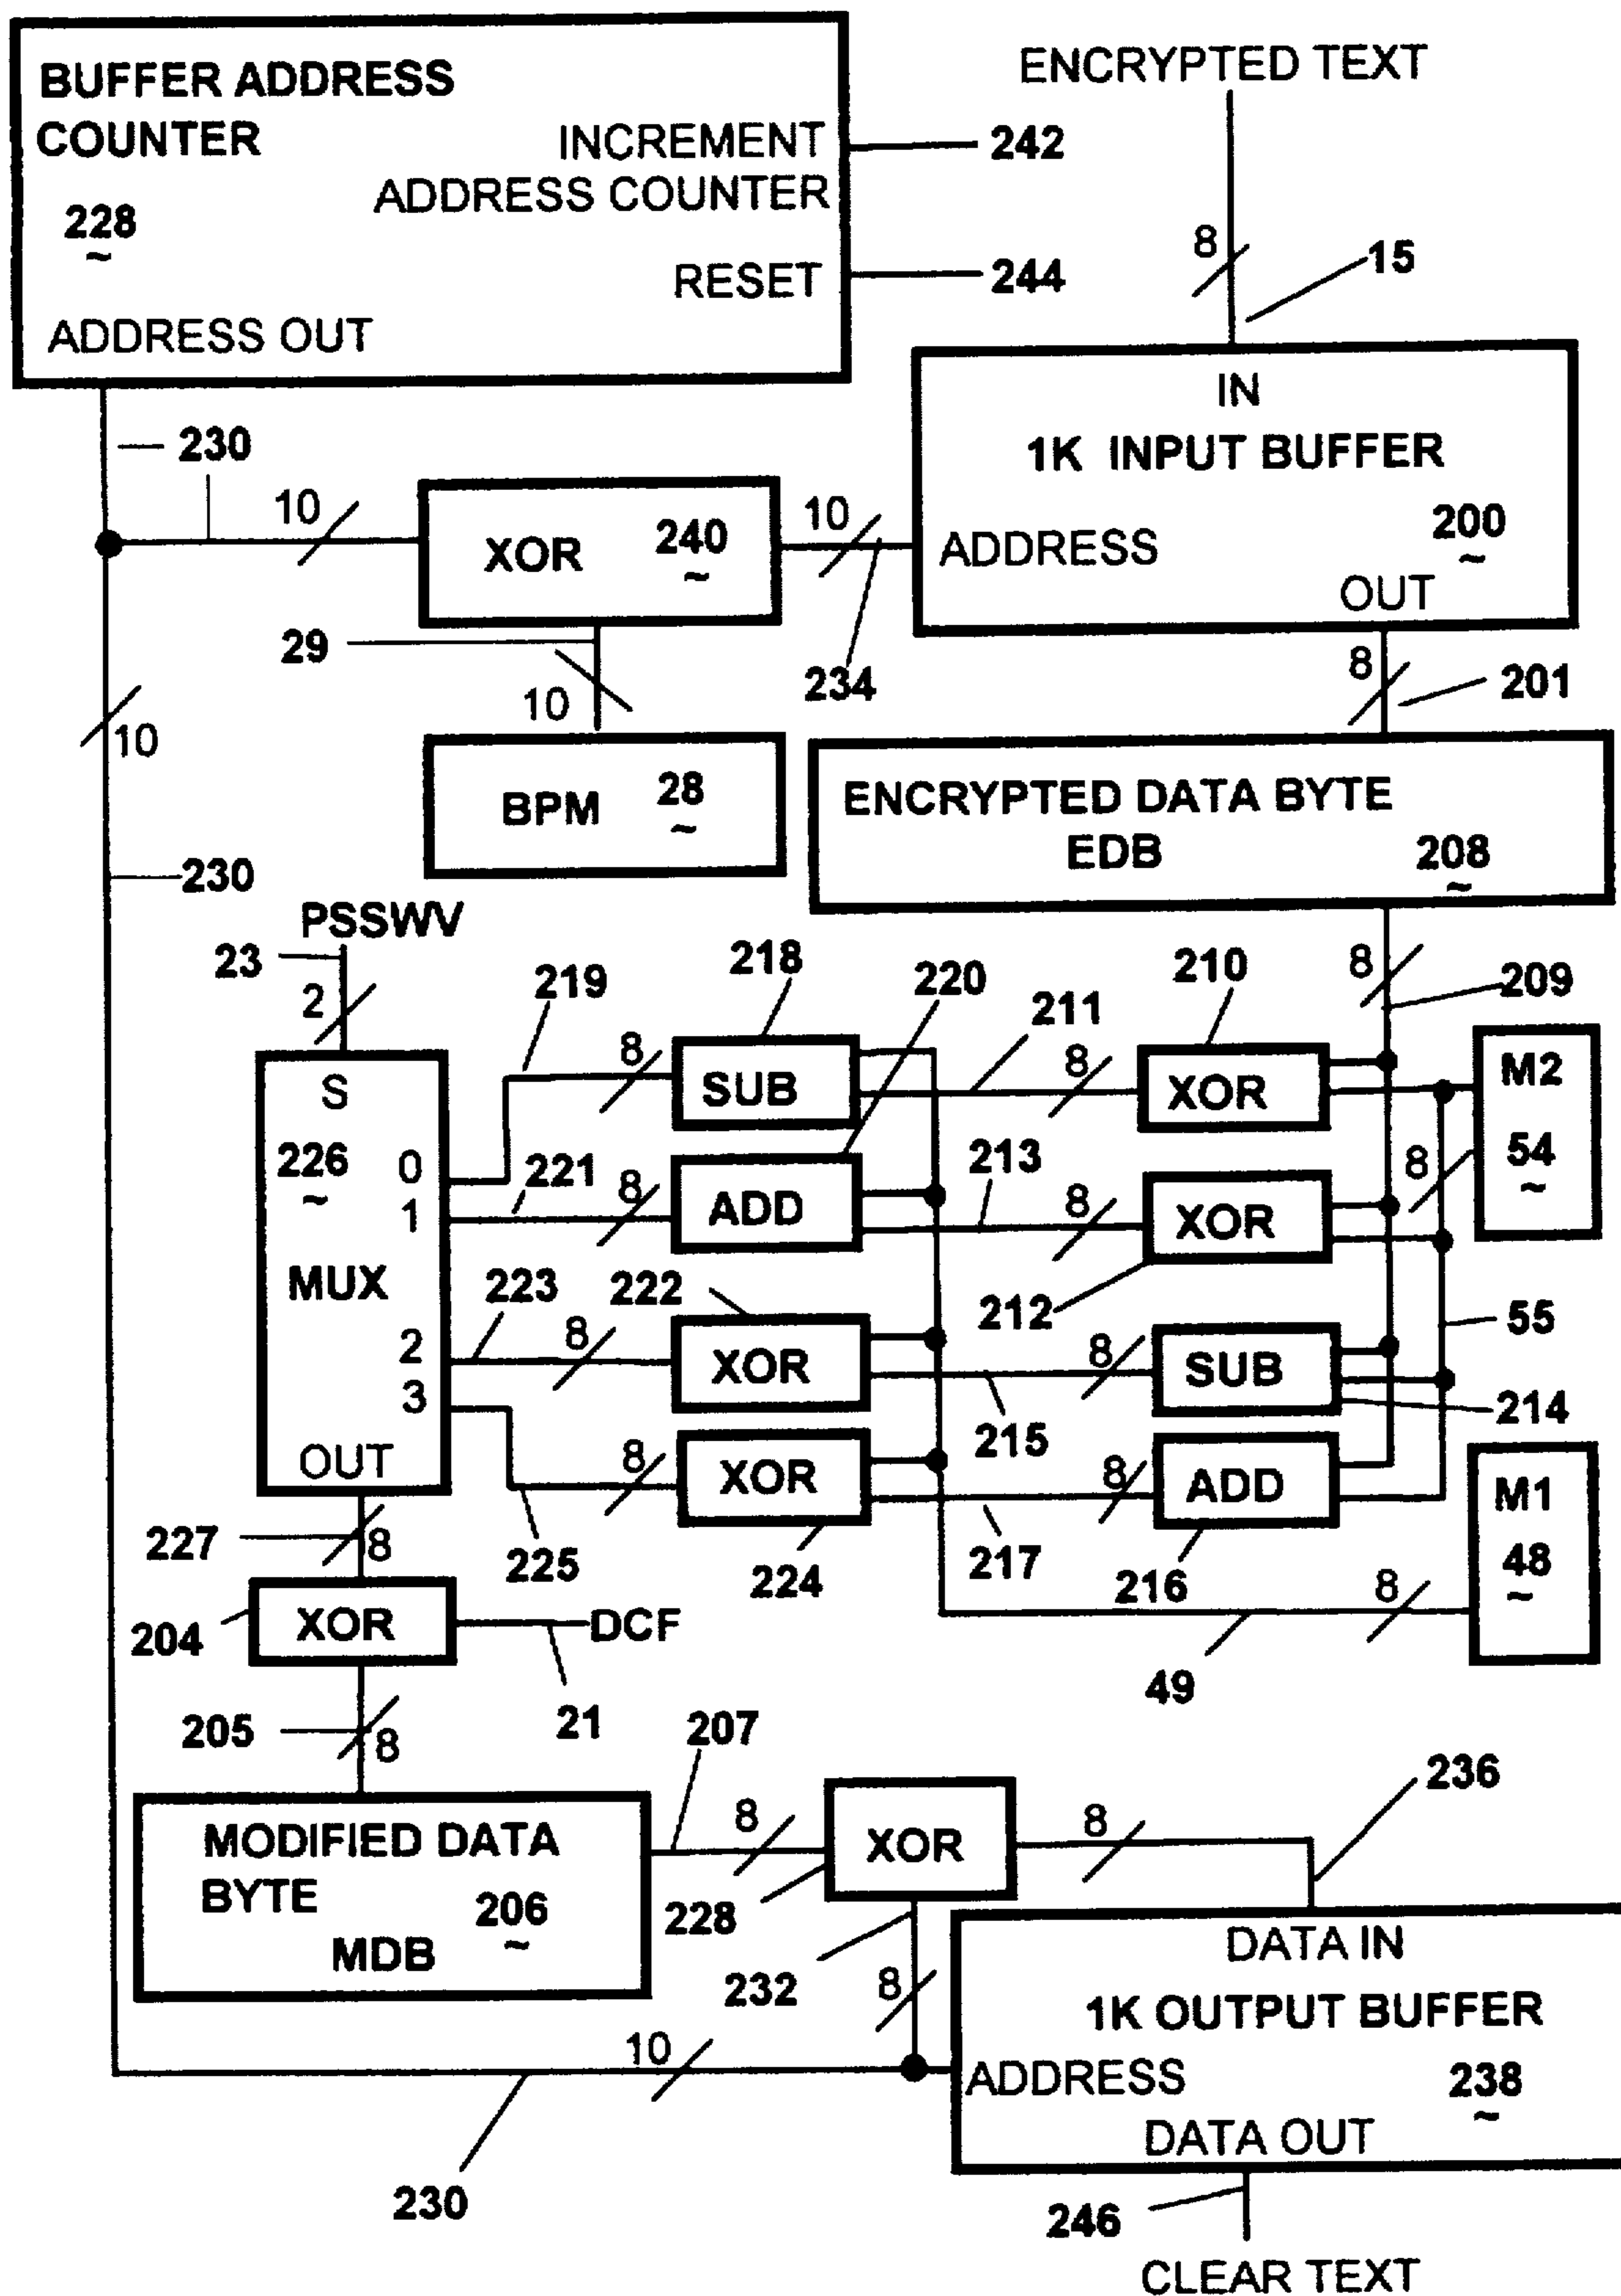 BUFFER ADDRESS
COUNTER
INCREMENT
ADDRESS COUNTER
228
~
RESET
ADDRESS OUT
242
244
ENCRYPTED TEXT
8
15
IN
1K INPUT BUFFER
200
~
ADDRESS
OUT
230
10
XOR
240
~
10
234
29
10
BPM
28
~
8
201
ENCRYPTED DATA BYTE
EDB
208
~
10
230
PSSWV
23
2
219
218
220
211
210
8
209
S
226
~
0
1
MUX
2
3
OUT
8
SUB
8
XOR
M2
54
~
8
221
8
ADD
213
8
XOR
212
223
222
8
XOR
215
8
SUB
214
55
225
8
XOR
224
217
8
ADD
216
M1
48
~
8
49
227
8
204
XOR
DCF
21
205
8
207
MODIFIED DATA
BYTE
206
~
MDB
8
XOR
228
8
236
232
8
DATA IN
1K OUTPUT BUFFER
ADDRESS
238
~
DATA OUT
10
230
246
CLEAR TEXT